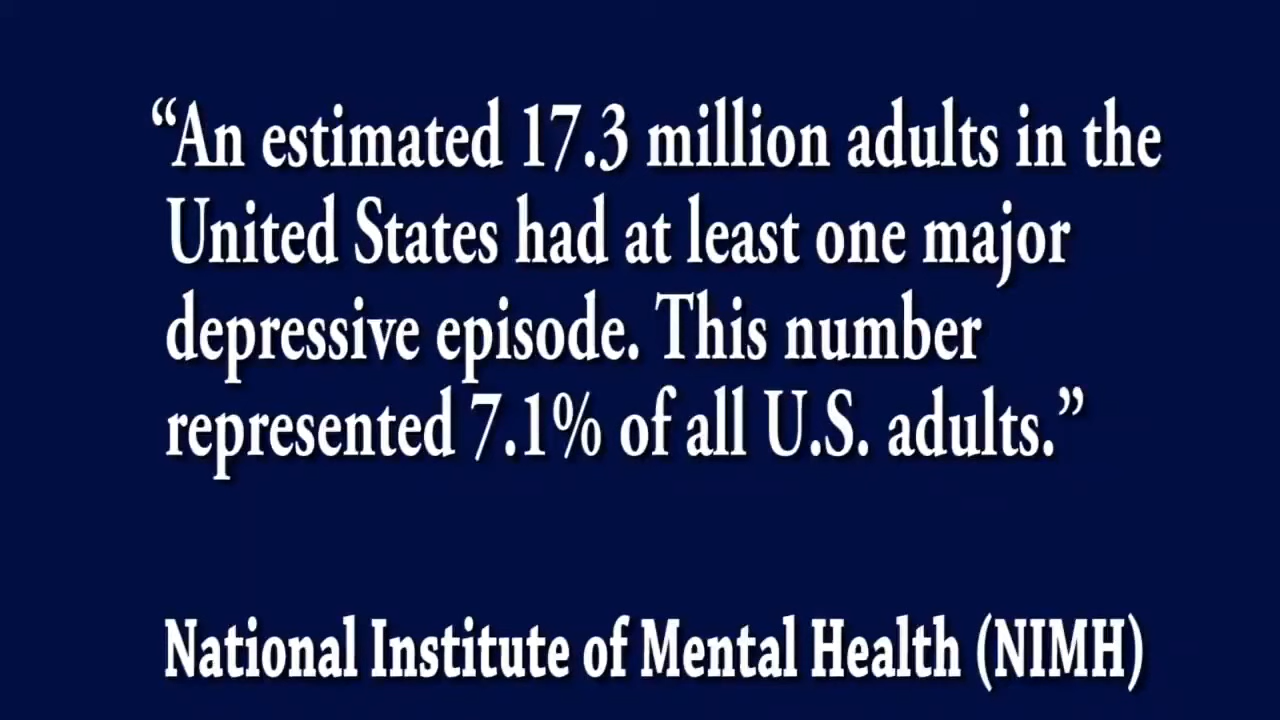 “An estimated 17.3 million adults in the
United States had at least one major
depressive episode. This number
represented 7.1% of all U.S. adults.”
National Institute of Mental Health (NIMH)